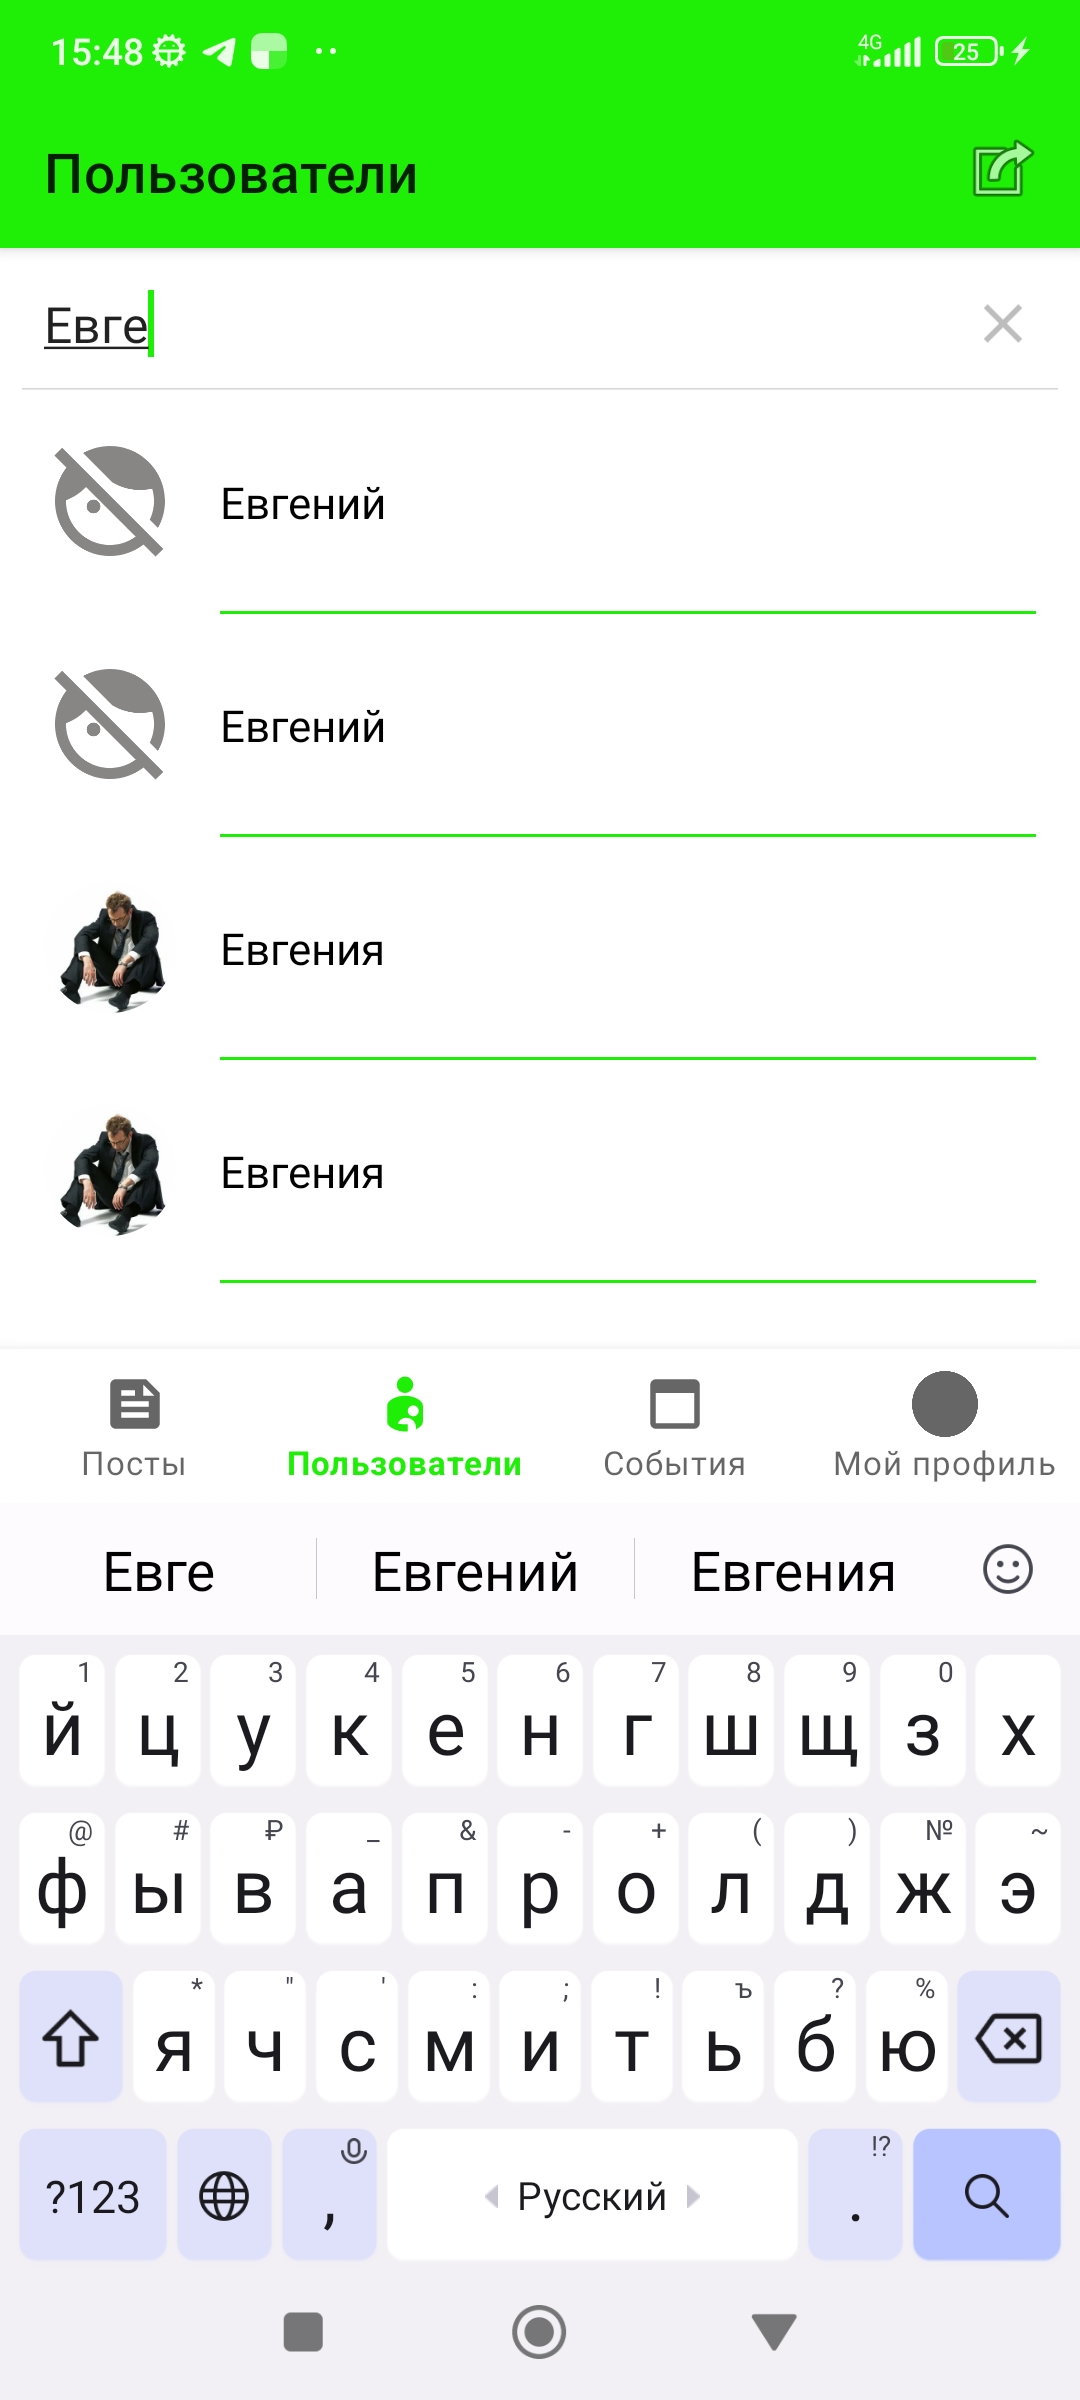 15:48 4G 25
Пользователи
Евге
Евгений
Евгений
Евгения
Евгения
Посты Пользователи События Мой профиль
Евге Евгений Евгения
1 2 3 4 5 6 7 8 9 0
й ц у к е н г ш щ з х
@ # ₽ _ & - + ( ) № ~
ф ы в а п р о л д ж э
* " ' : ; ! ъ ? %
я ч с м и т ь б ю
!?
?123 , Русский .